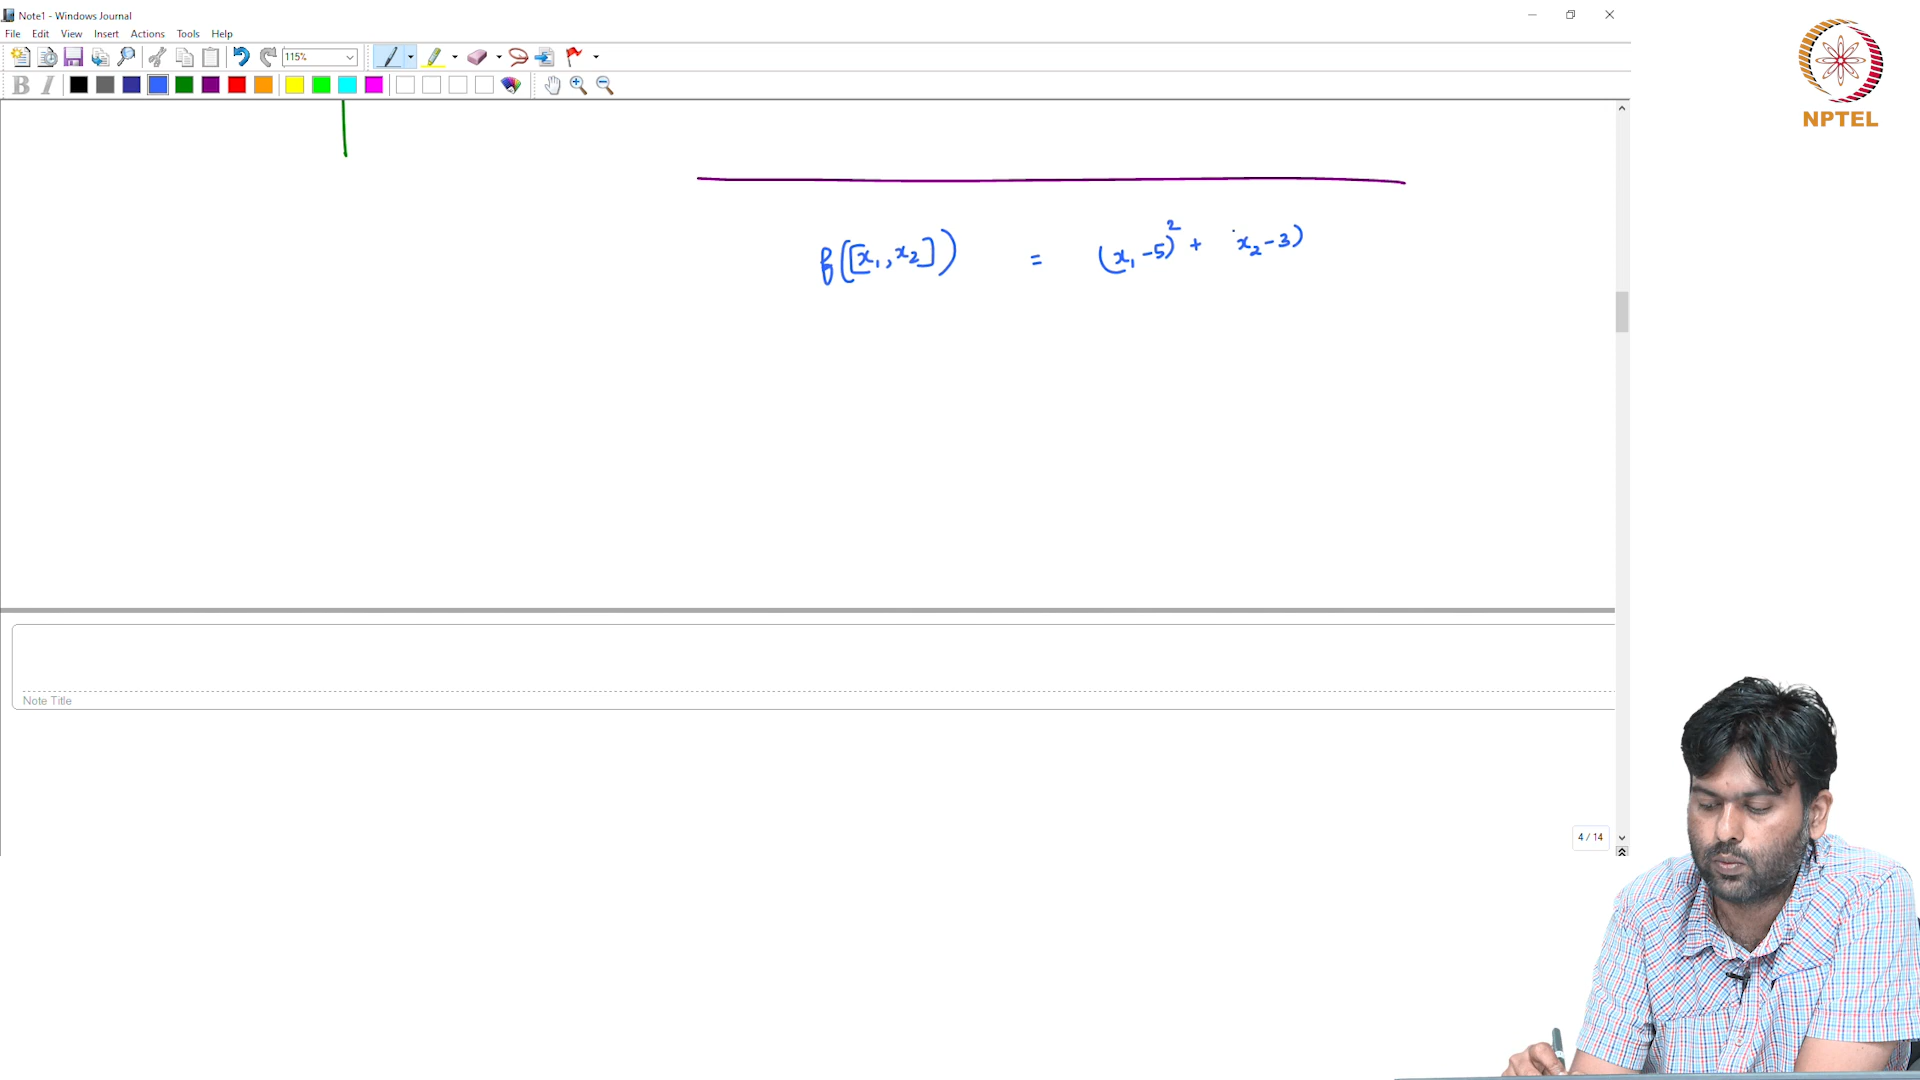 Note1 - Windows Journal
File Edit View Insert Actions Tools Help
115%
B I
NPTEL
f([x₁, x₂]) = (x₁-5)² + x₂-3)
Note Title
4 / 14